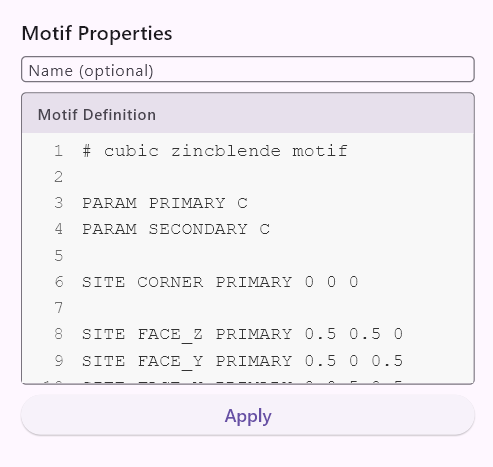 Motif Properties
Name (optional)
Motif Definition
1 # cubic zincblende motif
2
3 PARAM PRIMARY C
4 PARAM SECONDARY C
5
6 SITE CORNER PRIMARY 0 0 0
7
8 SITE FACE_Z PRIMARY 0.5 0.5 0
9 SITE FACE_Y PRIMARY 0.5 0 0.5
Apply